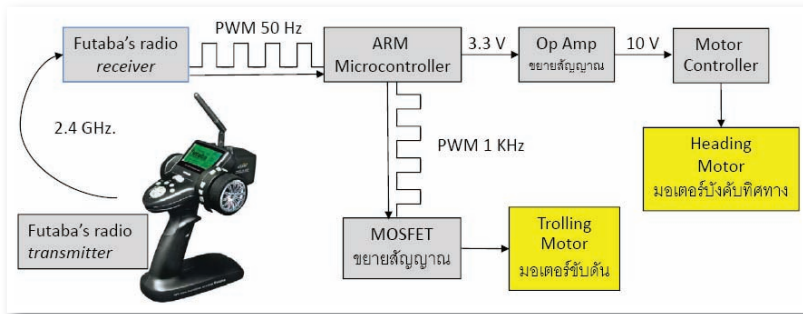 Futaba's radio
receiver
PWM 50 Hz
ARM
Microcontroller
3.3 V
Op Amp
ขยายสัญญาณ
10 V
Motor
Controller
2.4 GHz.
PWM 1 KHz
Heading
Motor
มอเตอร์บังคับทิศทาง
Futaba's radio
transmitter
MOSFET
ขยายสัญญาณ
Trolling
Motor
มอเตอร์ขับดัน